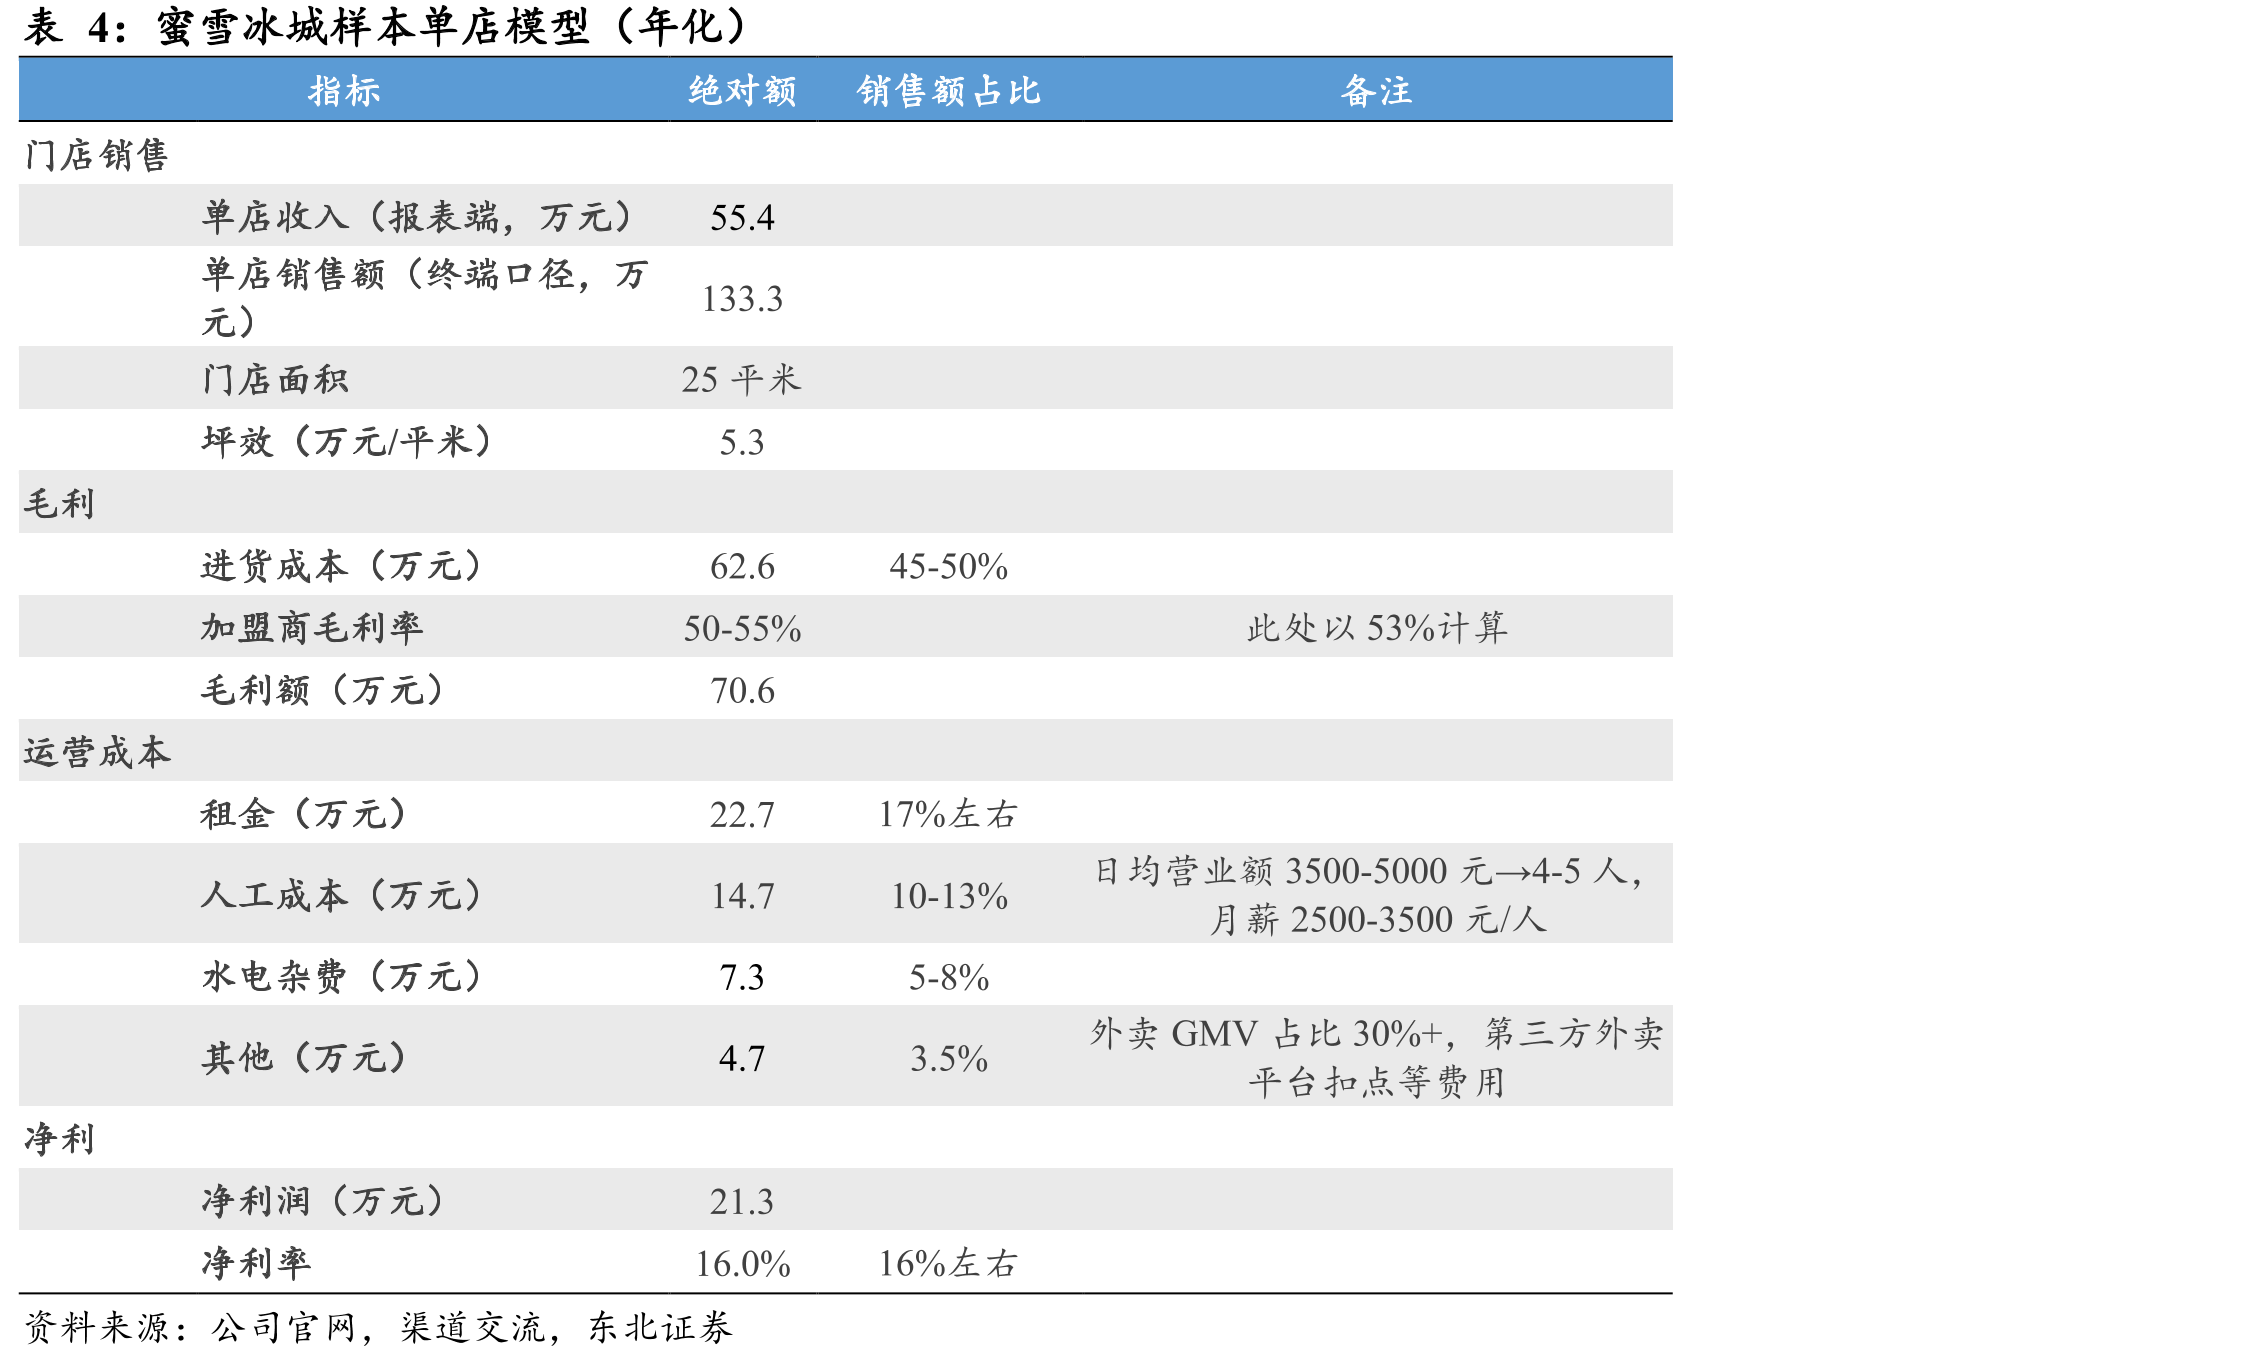 表 4：蜜雪冰城样本单店模型（年化）
指标 绝对额 销售额占比 备注
门店销售
单店收入（报表端，万元） 55.4
单店销售额（终端口径，万
元） 133.3
门店面积 25 平米
坪效（万元/平米） 5.3
毛利
进货成本（万元） 62.6 45-50%
加盟商毛利率 50-55% 此处以 53%计算
毛利额（万元） 70.6
运营成本
租金（万元） 22.7 17%左右
人工成本（万元） 14.7 10-13% 日均营业额 3500-5000 元→4-5 人，
月薪 2500-3500 元/人
水电杂费（万元） 7.3 5-8%
其他（万元） 4.7 3.5% 外卖 GMV 占比 30%+，第三方外卖
平台扣点等费用
净利
净利润（万元） 21.3
净利率 16.0% 16%左右
资料来源：公司官网，渠道交流，东北证券